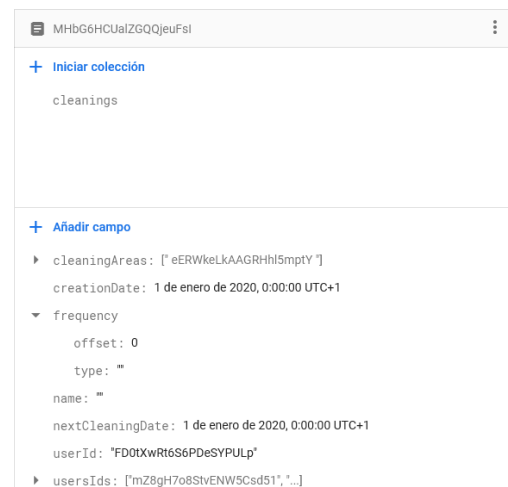 MHbG6HCUalZGQQjeuFsI
Iniciar colección
cleanings
Añadir campo
cleaningAreas: [" eERWkeLkAAGRHhl5mptY "]
creationDate: 1 de enero de 2020, 0:00:00 UTC+1
frequency
offset: 0
type: ""
name: ""
nextCleaningDate: 1 de enero de 2020, 0:00:00 UTC+1
userId: "FD0tXwRt6S6PDeSYPULp"
usersIds: ["mZ8gH7o8StvENW5Csd51", "...]